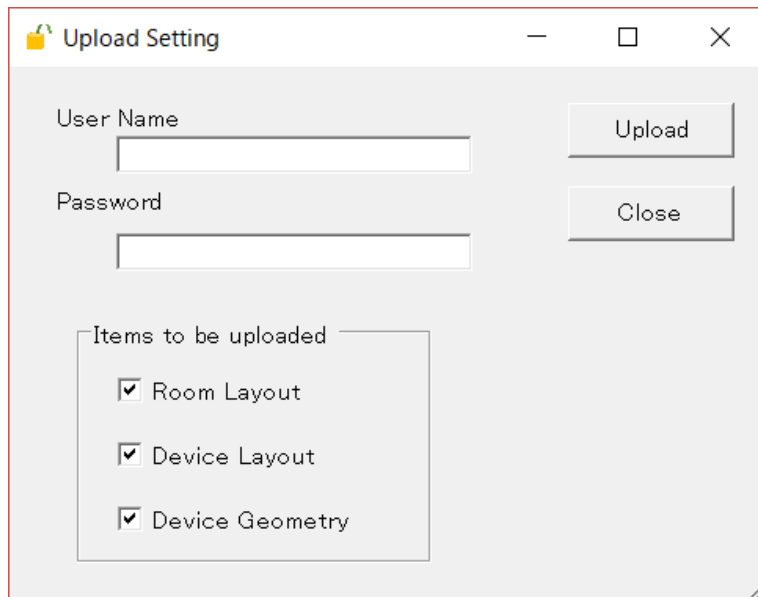 Upload Setting
User Name
Upload
Password
Close
Items to be uploaded
Room Layout
Device Layout
Device Geometry